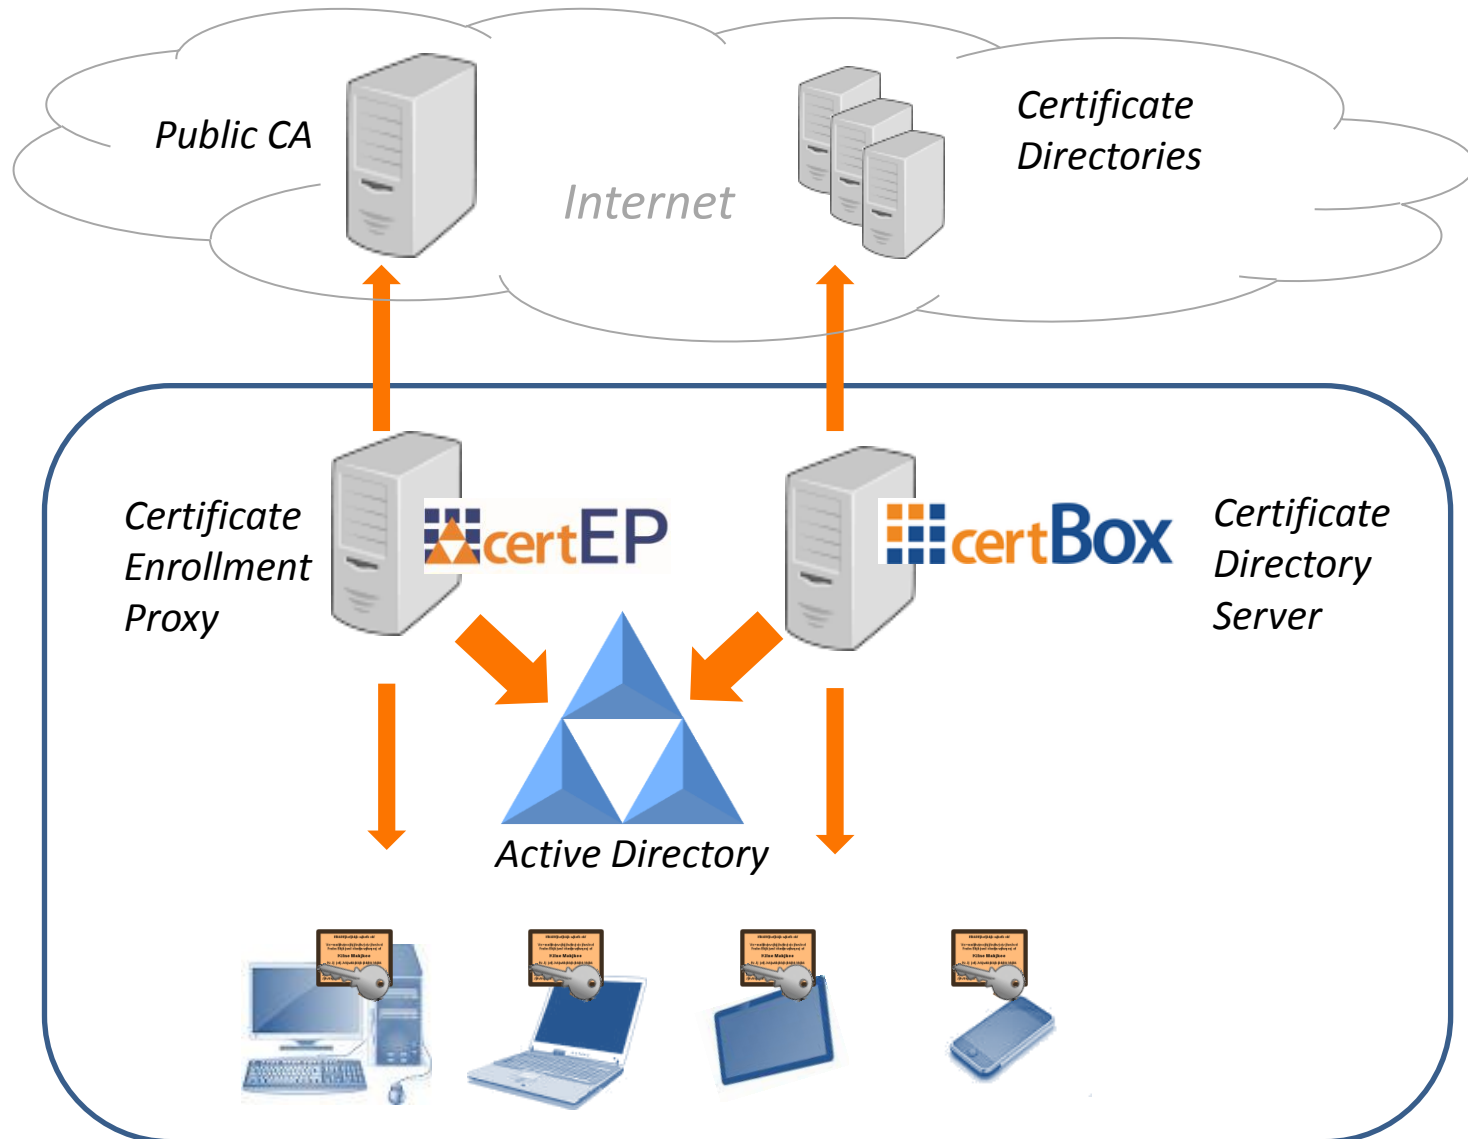 Public CA
Certificate
Directories
Internet
Certificate
Enrollment
Proxy
certEP
certBox
Certificate
Directory
Server
Active Directory